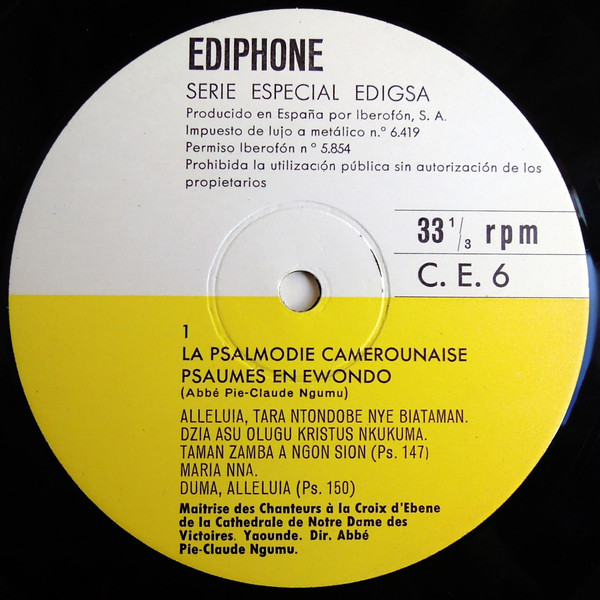 EDIPHONE
SERIE ESPECIAL EDIGSA
Producido en España por Iberofón, S. A.
Impuesto de lujo a metálico n.º 6.419
Permiso Iberofón n º 5.854
Prohibida la utilización pública sin autorización de los
propietarios
33 1/3 rpm
C. E. 6
1
LA PSALMODIE CAMEROUNAISE
PSAUMES EN EWONDO
(Abbé Pie-Claude Ngumu)
ALLELUIA, TARA NTONDOBE NYE BIATAMAN.
DZIA ASU OLUGU KRISTUS NKUKUMA.
TAMAN ZAMBA A NGON SION (Ps. 147)
MARIA NNA.
DUMA, ALLELUIA (Ps. 150)
Maitrise des Chanteurs à la Croix d'Ebene
de la Cathedrale de Notre Dame des
Victoires. Yaounde. Dir. Abbé
Pie-Claude Ngumu.